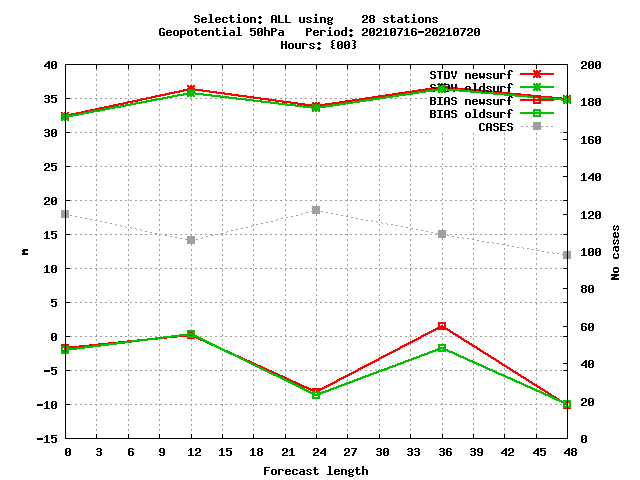 Selection: ALL using    28 stations
Geopotential 50hPa   Period: 20210716-20210720
Hours: {00}
40 200
35 180
30 160
25 140
20 120
15 100
10 80
5 60
0 40
-5 20
-10 0
-15
STDV newsurf
STDV oldsurf
BIAS newsurf
BIAS oldsurf
CASES
m
No cases
0 3 6 9 12 15 18 21 24 27 30 33 36 39 42 45 48
Forecast length